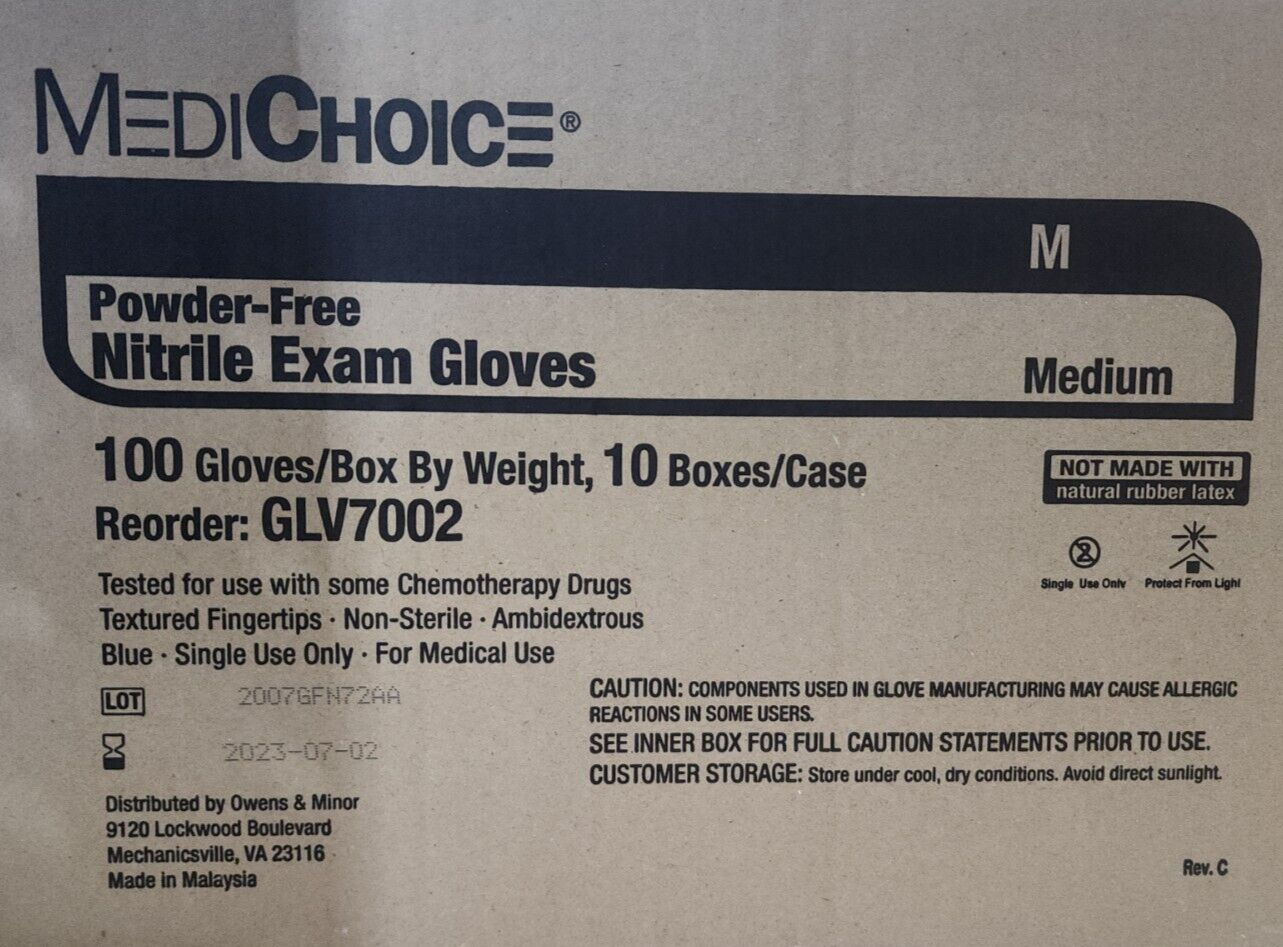 MEDICHOICE®
M
Powder-Free
Nitrile Exam Gloves
Medium
100 Gloves/Box By Weight, 10 Boxes/Case
Reorder: GLV7002
NOT MADE WITH
natural rubber latex
2
Single Use Only
Protect From Light
Tested for use with some Chemotherapy Drugs
Textured Fingertips · Non-Sterile · Ambidextrous
Blue · Single Use Only · For Medical Use
LOT 2007GFN72AA
2023-07-02
CAUTION: COMPONENTS USED IN GLOVE MANUFACTURING MAY CAUSE ALLERGIC
REACTIONS IN SOME USERS.
SEE INNER BOX FOR FULL CAUTION STATEMENTS PRIOR TO USE.
CUSTOMER STORAGE: Store under cool, dry conditions. Avoid direct sunlight.
Distributed by Owens & Minor
9120 Lockwood Boulevard
Mechanicsville, VA 23116
Made in Malaysia
Rev. C